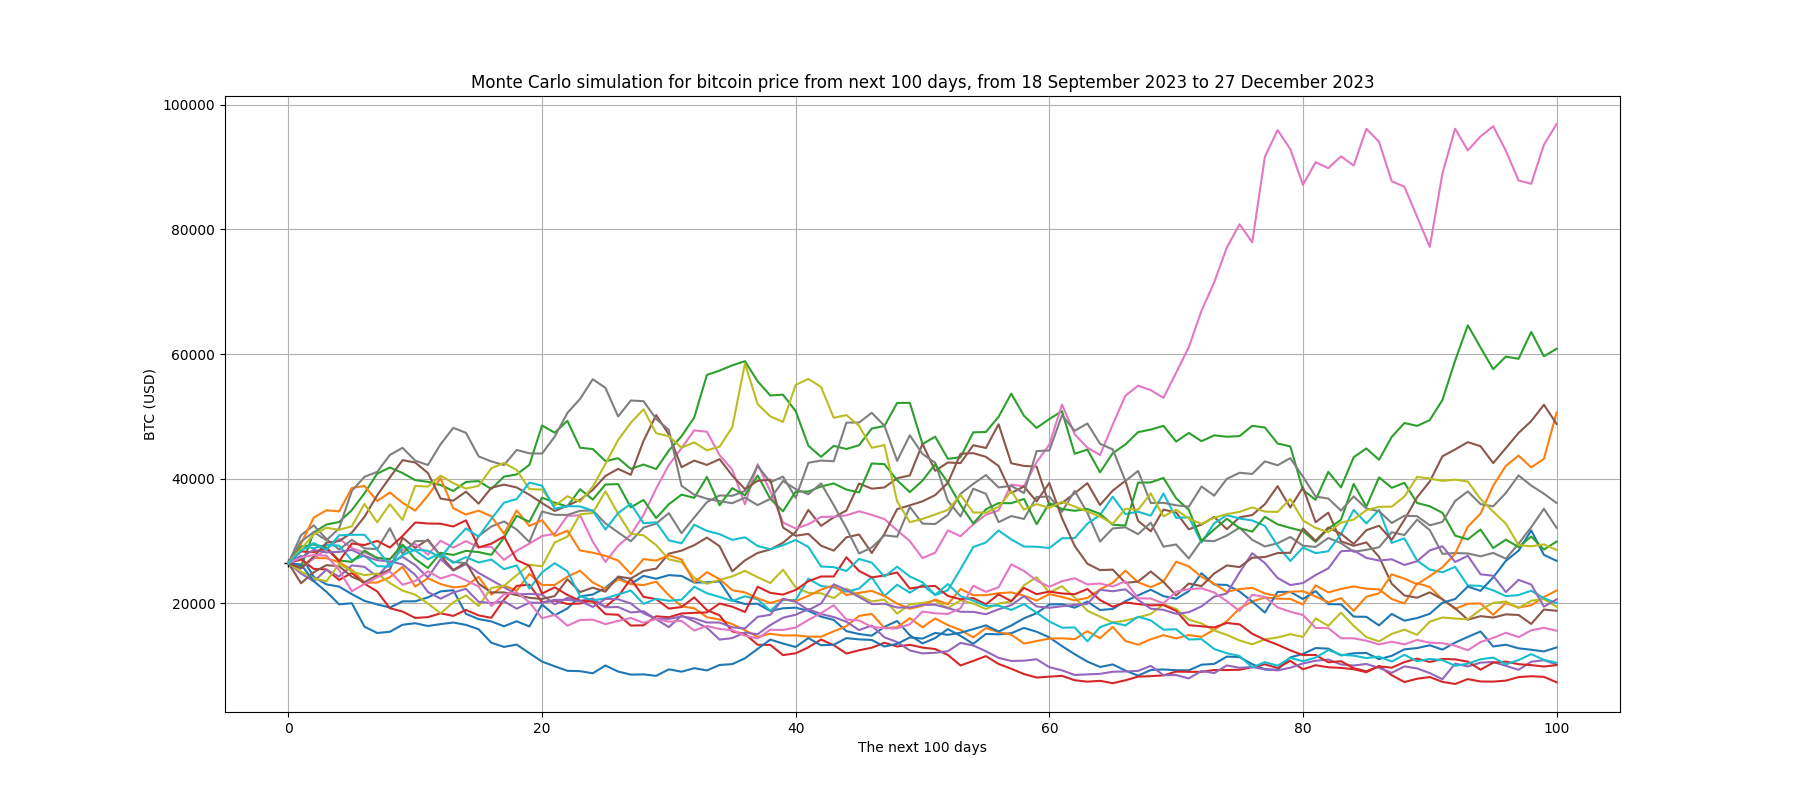 Monte Carlo simulation for bitcoin price from next 100 days, from 18 September 2023 to 27 December 2023
100000
80000
60000
40000
20000
BTC (USD)
0 20 40 60 80 100
The next 100 days